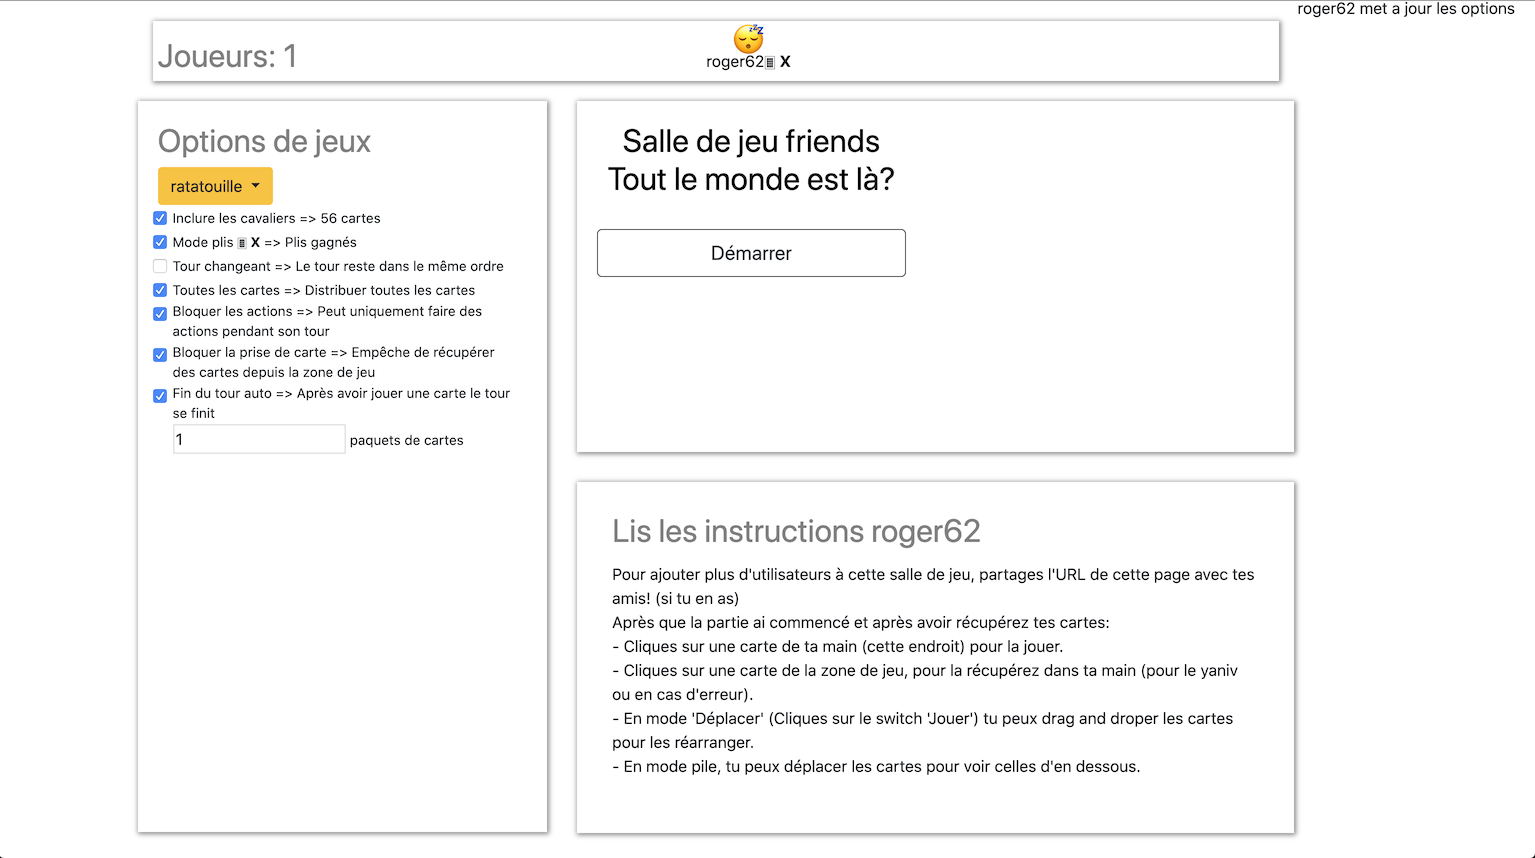 roger62 met a jour les options
Joueurs: 1
roger62 X
Options de jeux
ratatouille
Inclure les cavaliers => 56 cartes
Mode plis X => Plis gagnés
Tour changeant => Le tour reste dans le même ordre
Toutes les cartes => Distribuer toutes les cartes
Bloquer les actions => Peut uniquement faire des
actions pendant son tour
Bloquer la prise de carte => Empêche de récupérer
des cartes depuis la zone de jeu
Fin du tour auto => Après avoir jouer une carte le tour
se finit
1 paquets de cartes
Salle de jeu friends
Tout le monde est là?
Démarrer
Lis les instructions roger62
Pour ajouter plus d'utilisateurs à cette salle de jeu, partages l'URL de cette page avec tes
amis! (si tu en as)
Après que la partie ai commencé et après avoir récupérez tes cartes:
- Cliques sur une carte de ta main (cette endroit) pour la jouer.
- Cliques sur une carte de la zone de jeu, pour la récupérez dans ta main (pour le yaniv
ou en cas d'erreur).
- En mode 'Déplacer' (Cliques sur le switch 'Jouer') tu peux drag and droper les cartes
pour les réarranger.
- En mode pile, tu peux déplacer les cartes pour voir celles d'en dessous.